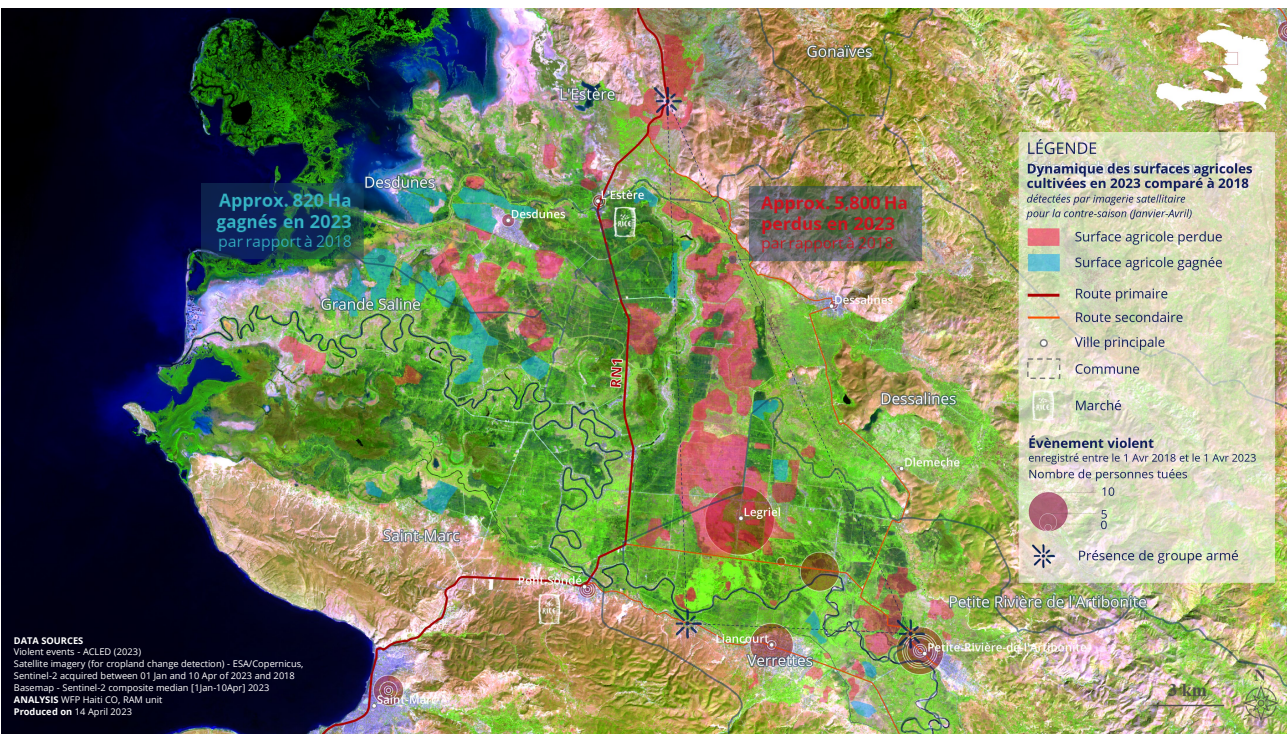 Gonaïves
L'Estère
Desdunes
Approx. 820 Ha
gagnés en 2023
par rapport à 2018
L'Estère
Desdunes
RICE
Approx. 5,800 Ha
perdus en 2023
par rapport à 2018
Grande Saline
Dessalines
RN1
Dessalines
Dlemeche
Legriel
Saint-Marc
Pont Sondé
RICE
Liancourt
Verrettes
Petite Rivière de l'Artibonite
Petite-Rivière-de-l'Artibonite
Saint-Marc
3 km
N
LÉGENDE
Dynamique des surfaces agricoles
cultivées en 2023 comparé à 2018
détectées par imagerie satellitaire
pour la contre-saison (Janvier-Avril)
Surface agricole perdue
Surface agricole gagnée
Route primaire
Route secondaire
Ville principale
Commune
RICE
Marché
Évènement violent
enregistré entre le 1 Avr 2018 et le 1 Avr 2023
Nombre de personnes tuées
10
5
0
Présence de groupe armé
DATA SOURCES
Violent events - ACLED (2023)
Satellite imagery (for cropland change detection) - ESA/Copernicus,
Sentinel-2 acquired between 01 Jan and 10 Apr of 2023 and 2018
Basemap - Sentinel-2 composite median [1Jan-10Apr] 2023
ANALYSIS WFP Haiti CO, RAM unit
Produced on 14 April 2023